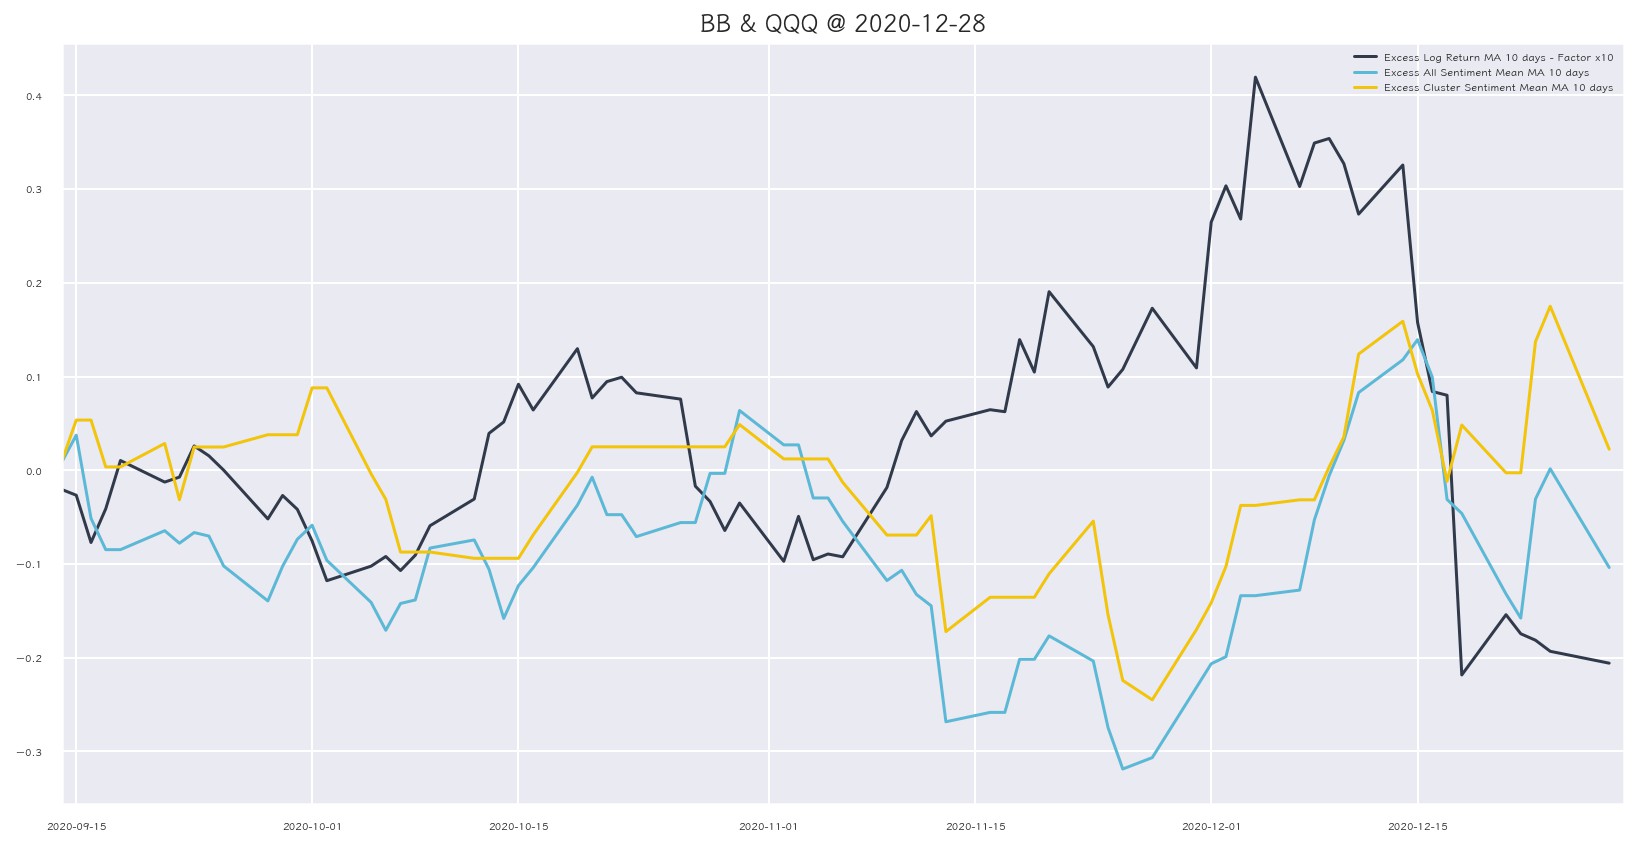 BB & QQQ @ 2020-12-28
Excess Log Return MA 10 days - Factor x10
Excess All Sentiment Mean MA 10 days
Excess Cluster Sentiment Mean MA 10 days
0.4
0.3
0.2
0.1
0.0
−0.1
−0.2
−0.3
2020-09-15 2020-10-01 2020-10-15 2020-11-01 2020-11-15 2020-12-01 2020-12-15